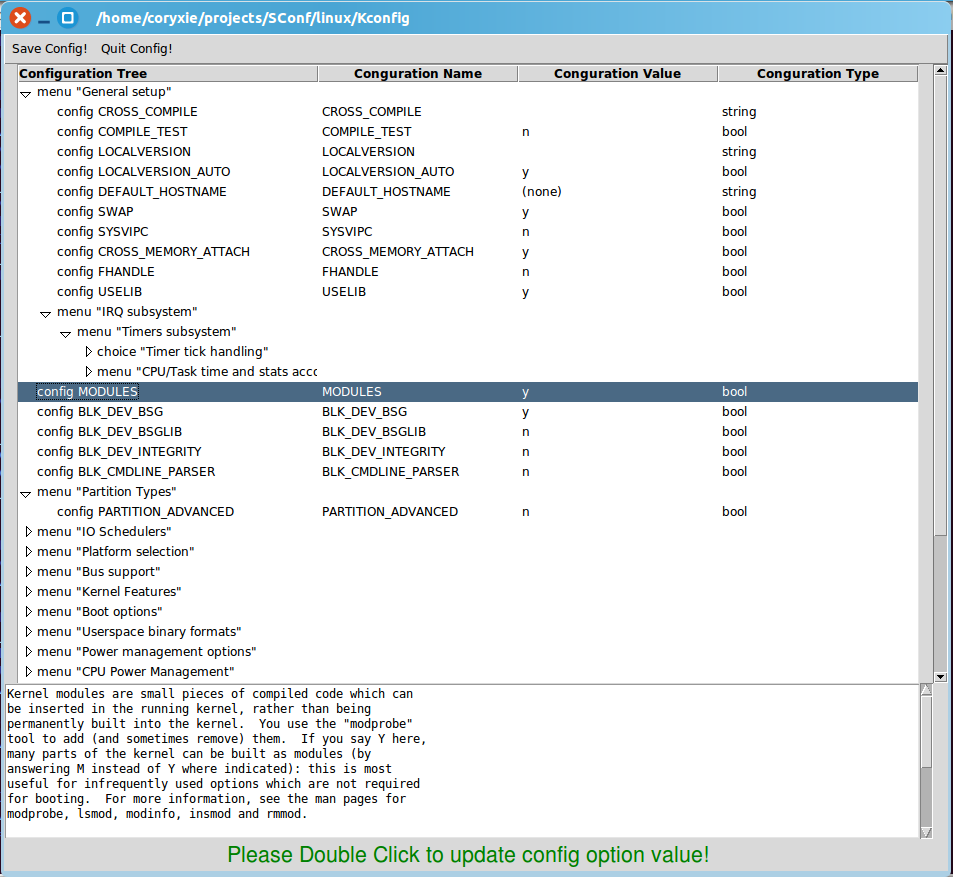 /home/coryxie/projects/SConf/linux/Kconfig
Save Config! Quit Config!
Configuration Tree Conguration Name Conguration Value Conguration Type
menu "General setup"
config CROSS_COMPILE CROSS_COMPILE string
config COMPILE_TEST COMPILE_TEST n bool
config LOCALVERSION LOCALVERSION string
config LOCALVERSION_AUTO LOCALVERSION_AUTO y bool
config DEFAULT_HOSTNAME DEFAULT_HOSTNAME (none) string
config SWAP SWAP y bool
config SYSVIPC SYSVIPC n bool
config CROSS_MEMORY_ATTACH CROSS_MEMORY_ATTACH y bool
config FHANDLE FHANDLE n bool
config USELIB USELIB y bool
menu "IRQ subsystem"
menu "Timers subsystem"
choice "Timer tick handling"
menu "CPU/Task time and stats acco
config MODULES MODULES y bool
config BLK_DEV_BSG BLK_DEV_BSG y bool
config BLK_DEV_BSGLIB BLK_DEV_BSGLIB n bool
config BLK_DEV_INTEGRITY BLK_DEV_INTEGRITY n bool
config BLK_CMDLINE_PARSER BLK_CMDLINE_PARSER n bool
menu "Partition Types"
config PARTITION_ADVANCED PARTITION_ADVANCED n bool
menu "IO Schedulers"
menu "Platform selection"
menu "Bus support"
menu "Kernel Features"
menu "Boot options"
menu "Userspace binary formats"
menu "Power management options"
menu "CPU Power Management"
Kernel modules are small pieces of compiled code which can
be inserted in the running kernel, rather than being
permanently built into the kernel.  You use the "modprobe"
tool to add (and sometimes remove) them.  If you say Y here,
many parts of the kernel can be built as modules (by
answering M instead of Y where indicated): this is most
useful for infrequently used options which are not required
for booting.  For more information, see the man pages for
modprobe, lsmod, modinfo, insmod and rmmod.
Please Double Click to update config option value!